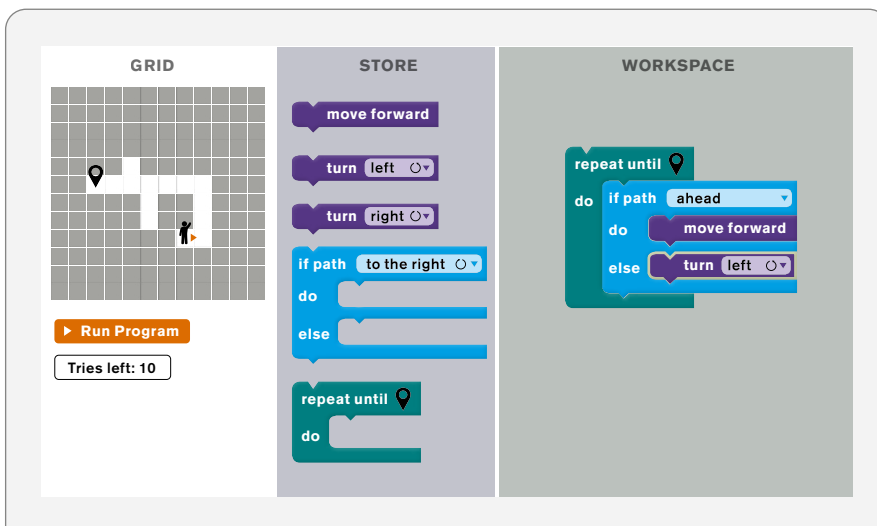 GRID
Run Program
Tries left: 10
STORE
move forward
turn left
turn right
if path to the right
do
else
repeat until
do
WORKSPACE
repeat until
do if path ahead
do move forward
else turn left